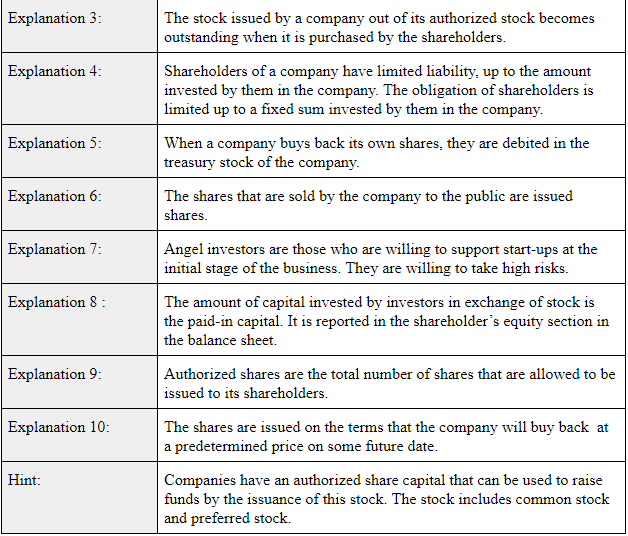 Explanation 3:
The stock issued by a company out of its authorized stock becomes
outstanding when it is purchased by the shareholders.
Explanation 4:
Shareholders of a company have limited liability, up to the amount
invested by them in the company. The obligation of shareholders is
limited up to a fixed sum invested by them in the company.
Explanation 5:
When a company buys back its own shares, they are debited in the
treasury stock of the company.
Explanation 6:
The shares that are sold by the company to the public are issued
shares.
Explanation 7:
Angel investors are those who are willing to support start-ups at the
initial stage of the business. They are willing to take high risks.
Explanation 8 :
The amount of capital invested by investors in exchange of stock is
the paid-in capital. It is reported in the shareholder’s equity section in
the balance sheet.
Explanation 9:
Authorized shares are the total number of shares that are allowed to be
issued to its shareholders.
Explanation 10:
The shares are issued on the terms that the company will buy back at
a predetermined price on some future date.
Hint:
Companies have an authorized share capital that can be used to raise
funds by the issuance of this stock. The stock includes common stock
and preferred stock.